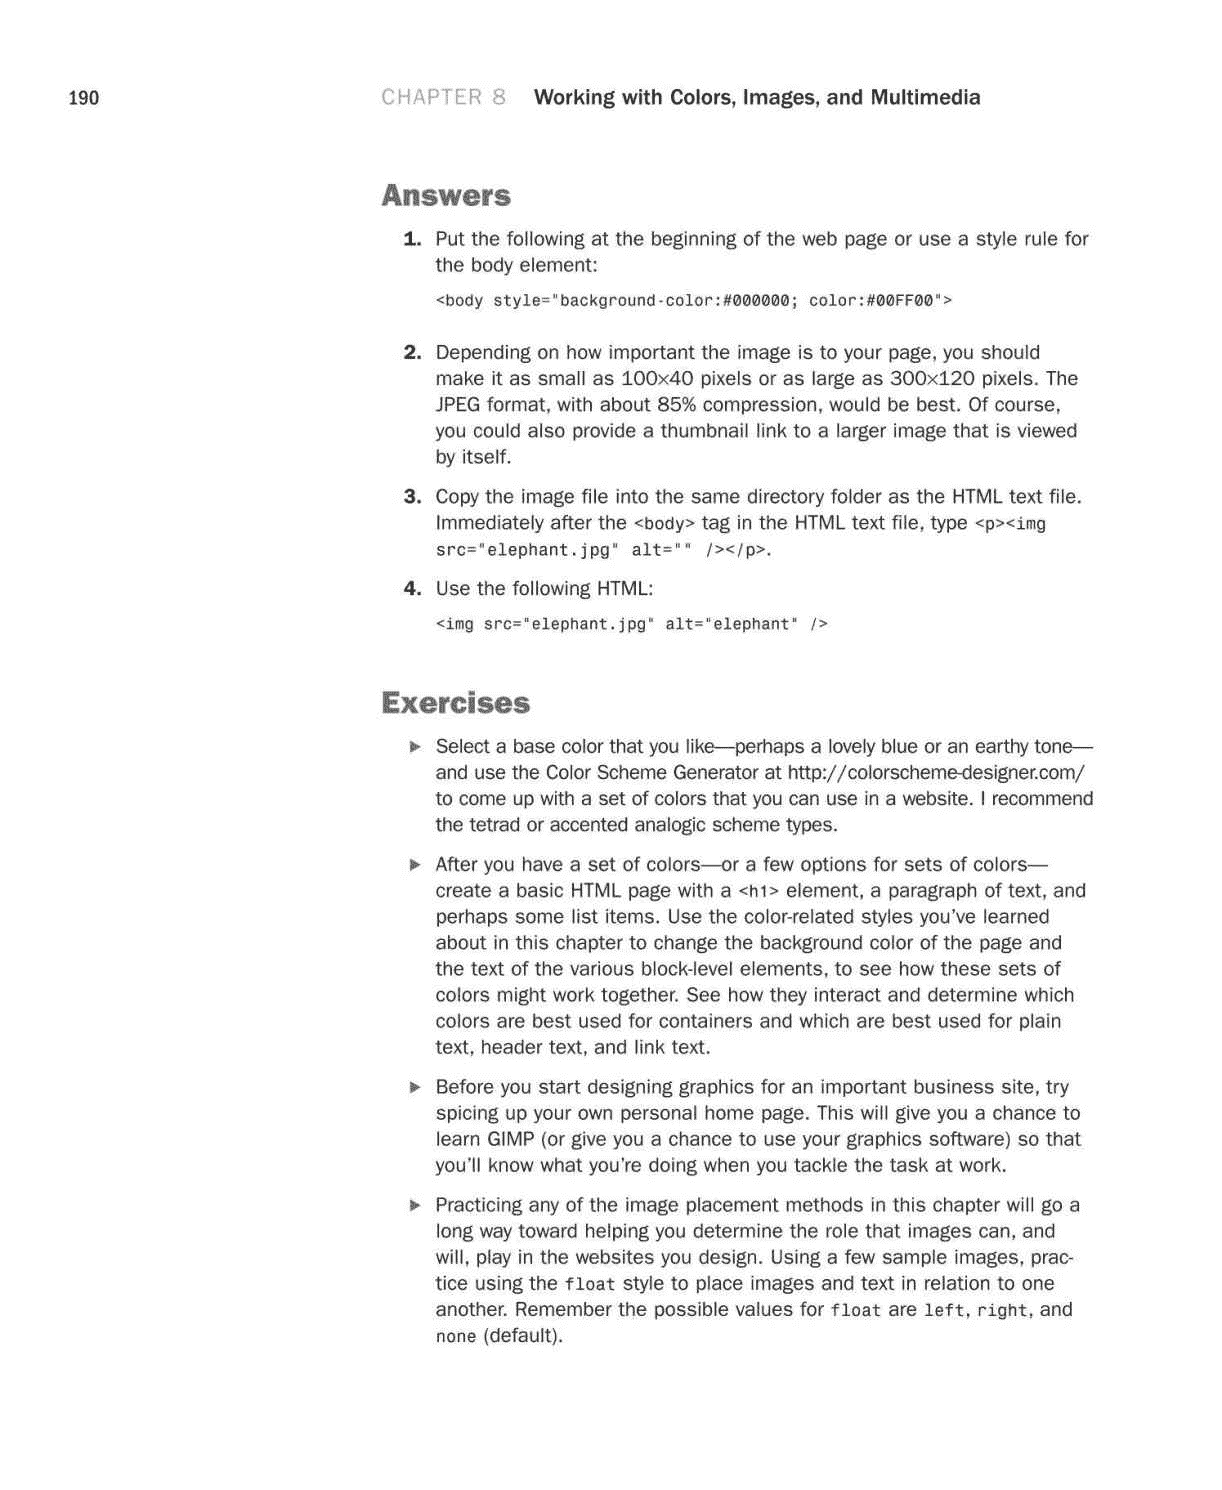 190
CHAPTER 8 Working with Colors, Images, and Multimedia
Answers
1. Put the following at the beginning of the web page or use a style rule for
the body element:
<body style="background-color:#000000; color:#00FF00">
2. Depending on how important the image is to your page, you should
make it as small as 100×40 pixels or as large as 300×120 pixels. The
JPEG format, with about 85% compression, would be best. Of course,
you could also provide a thumbnail link to a larger image that is viewed
by itself.
3. Copy the image file into the same directory folder as the HTML text file.
Immediately after the <body> tag in the HTML text file, type <p><img
src="elephant.jpg" alt="" /></p>.
4. Use the following HTML:
<img src="elephant.jpg" alt="elephant" />
Exercises
▶ Select a base color that you like—perhaps a lovely blue or an earthy tone—
and use the Color Scheme Generator at http://colorscheme-designer.com/
to come up with a set of colors that you can use in a website. I recommend
the tetrad or accented analogic scheme types.
▶ After you have a set of colors—or a few options for sets of colors—
create a basic HTML page with a <h1> element, a paragraph of text, and
perhaps some list items. Use the color-related styles you've learned
about in this chapter to change the background color of the page and
the text of the various block-level elements, to see how these sets of
colors might work together. See how they interact and determine which
colors are best used for containers and which are best used for plain
text, header text, and link text.
▶ Before you start designing graphics for an important business site, try
spicing up your own personal home page. This will give you a chance to
learn GIMP (or give you a chance to use your graphics software) so that
you'll know what you're doing when you tackle the task at work.
▶ Practicing any of the image placement methods in this chapter will go a
long way toward helping you determine the role that images can, and
will, play in the websites you design. Using a few sample images, prac-
tice using the float style to place images and text in relation to one
another. Remember the possible values for float are left, right, and
none (default).